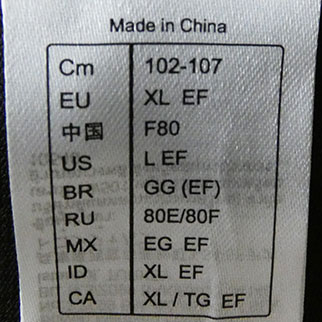 Made in China
Cm 102-107
EU XL EF
中国 F80
US L EF
BR GG (EF)
RU 80E/80F
MX EG EF
ID XL EF
CA XL / TG EF